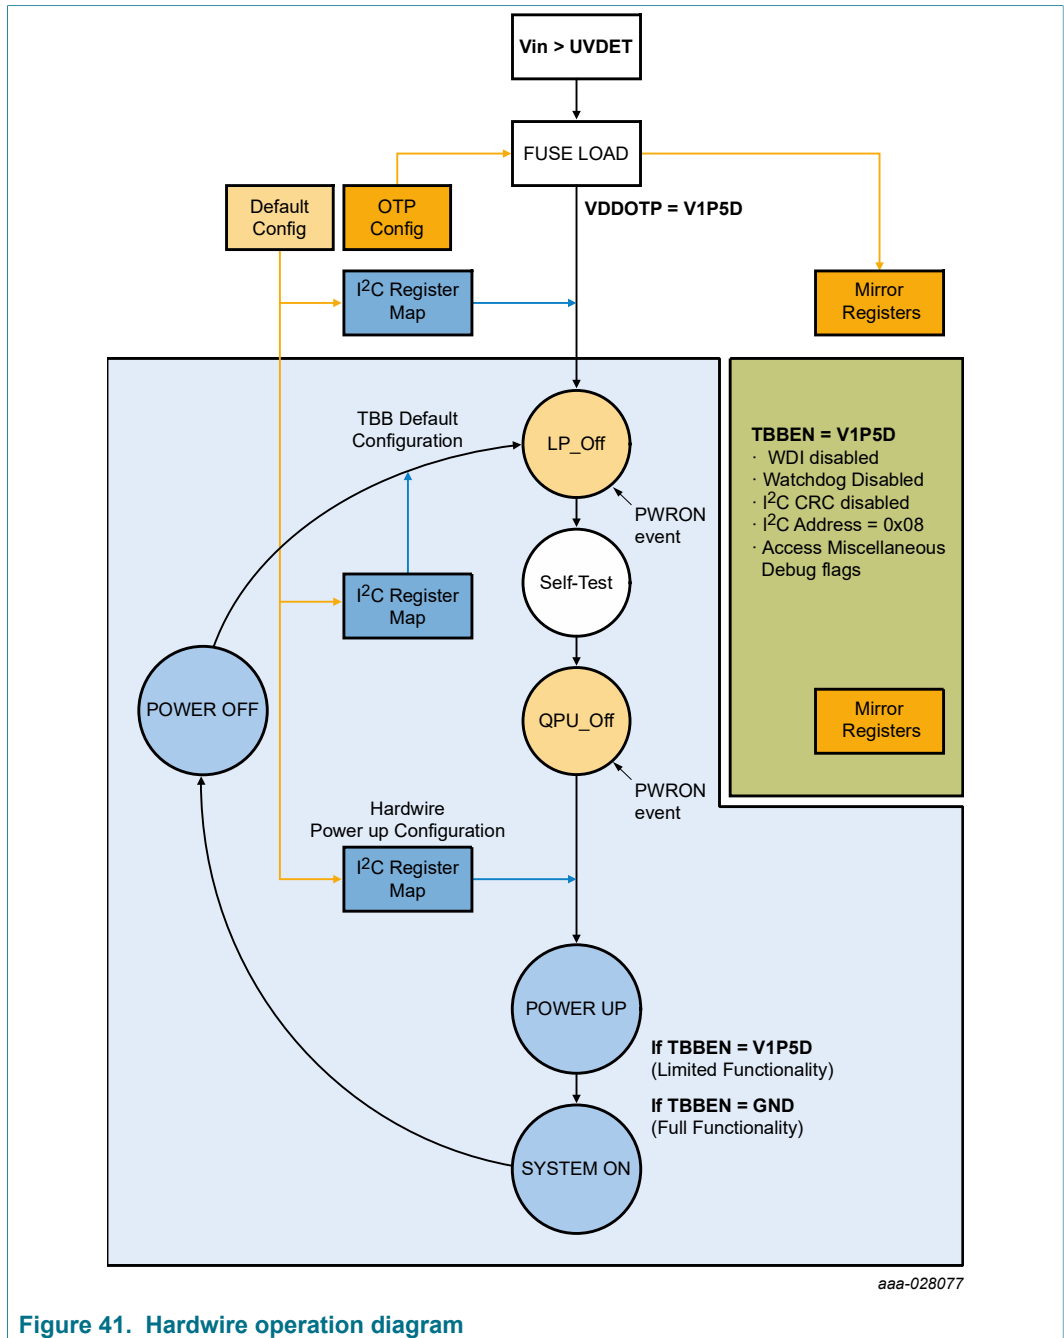 Vin > UVDET
FUSE LOAD
VDDOTP = V1P5D
Default
Config
OTP
Config
I2C Register
Map
Mirror
Registers
TBB Default
Configuration
LP_Off
PWRON
event
TBBEN = V1P5D
· WDI disabled
· Watchdog Disabled
· I2C CRC disabled
· I2C Address = 0x08
· Access Miscellaneous
Debug flags
Self-Test
I2C Register
Map
POWER OFF
QPU_Off
PWRON
event
Mirror
Registers
Hardwire
Power up Configuration
I2C Register
Map
POWER UP
If TBBEN = V1P5D
(Limited Functionality)
If TBBEN = GND
(Full Functionality)
SYSTEM ON
aaa-028077
Figure 41. Hardwire operation diagram